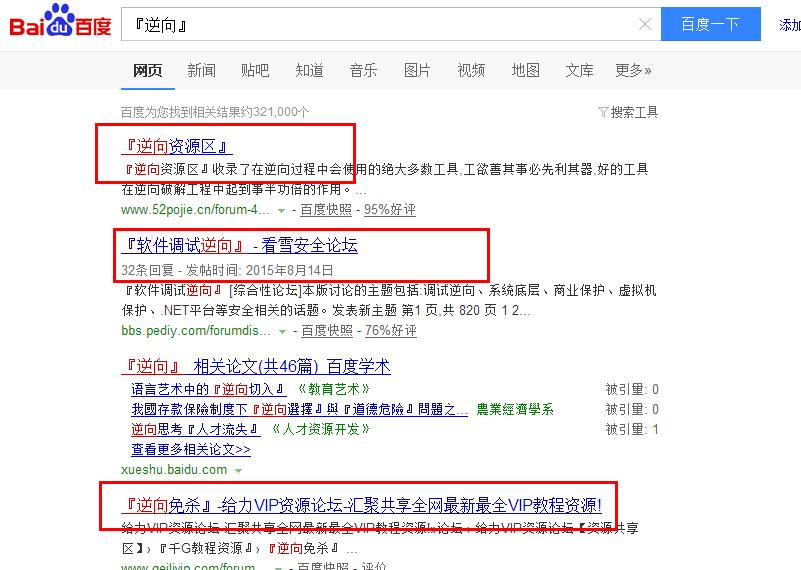 Bai du 百度 『逆向』 百度一下 添加
网页 新闻 贴吧 知道 音乐 图片 视频 地图 文库 更多»
百度为您找到相关结果约321,000个 搜索工具
『逆向资源区』
『逆向资源区』收录了在逆向过程中会使用的绝大多数工具,工欲善其事必先利其器,好的工具
在逆向破解工程中起到事半功倍的作用。...
www.52pojie.cn/forum-4... - 百度快照 - 95%好评
『软件调试逆向』 - 看雪安全论坛
32条回复 - 发帖时间: 2015年8月14日
『软件调试逆向』 [综合性论坛]本版讨论的主题包括:调试逆向、系统底层、商业保护、虚拟机
保护、.NET平台等安全相关的话题。发表新主题 第1 页,共 820 页 1 2...
bbs.pediy.com/forumdis... - 百度快照 - 76%好评
『逆向』 相关论文(共46篇) 百度学术
语言艺术中的『逆向切入』 《教育艺术》 被引量: 0
我國存款保險制度下『逆向選擇』與『道德危險』問題之... 農業經濟學系 被引量: 0
逆向思考『人才流失』 《人才资源开发》 被引量: 1
查看更多相关论文>>
xueshu.baidu.com
『逆向免杀』-给力VIP资源论坛-汇聚共享全网最新最全VIP教程资源!
给力VIP资源论坛-汇聚共享全网最新最全VIP教程资源!»论坛 › 给力VIP资源论坛【资源共享
区】 › 『千G教程资源』 › 『逆向免杀』 ...
www.geilivip.com/forum... - 百度快照 - 评价